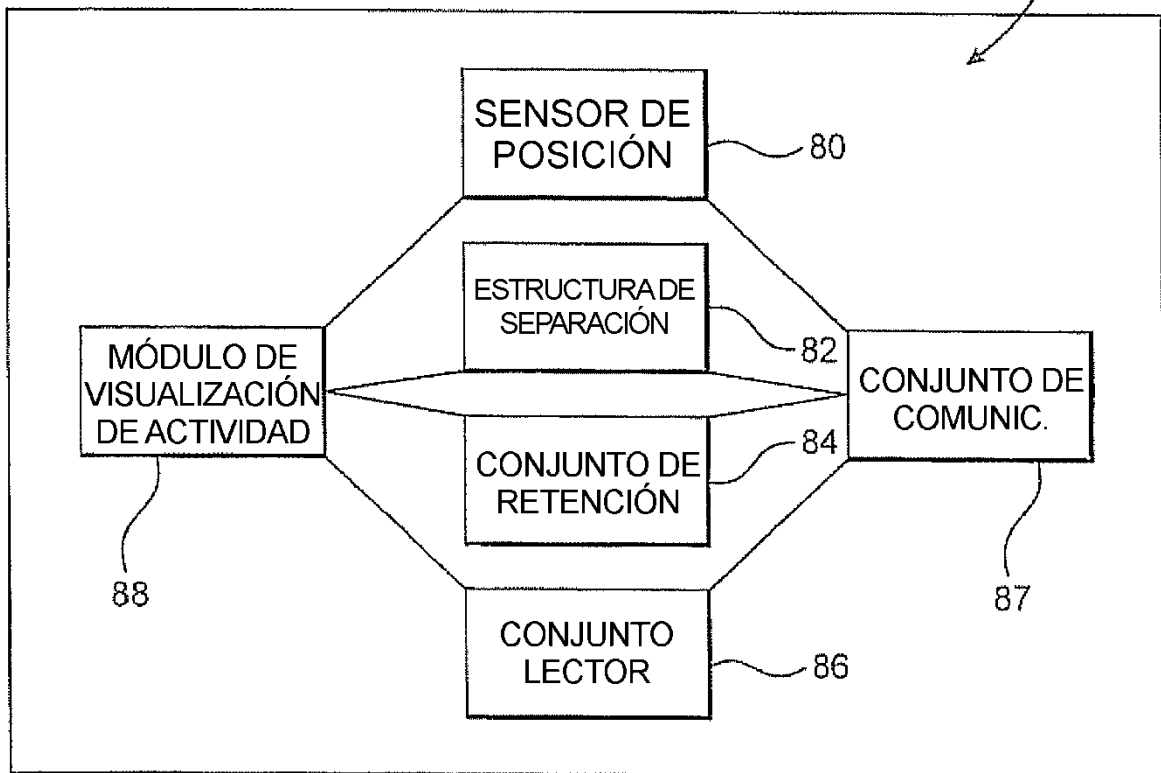 SENSOR DE
POSICIÓN
80
ESTRUCTURA DE
SEPARACIÓN
82
MÓDULO DE
VISUALIZACIÓN
DE ACTIVIDAD
88
CONJUNTO DE
COMUNIC.
87
CONJUNTO DE
RETENCIÓN
84
CONJUNTO
LECTOR
86